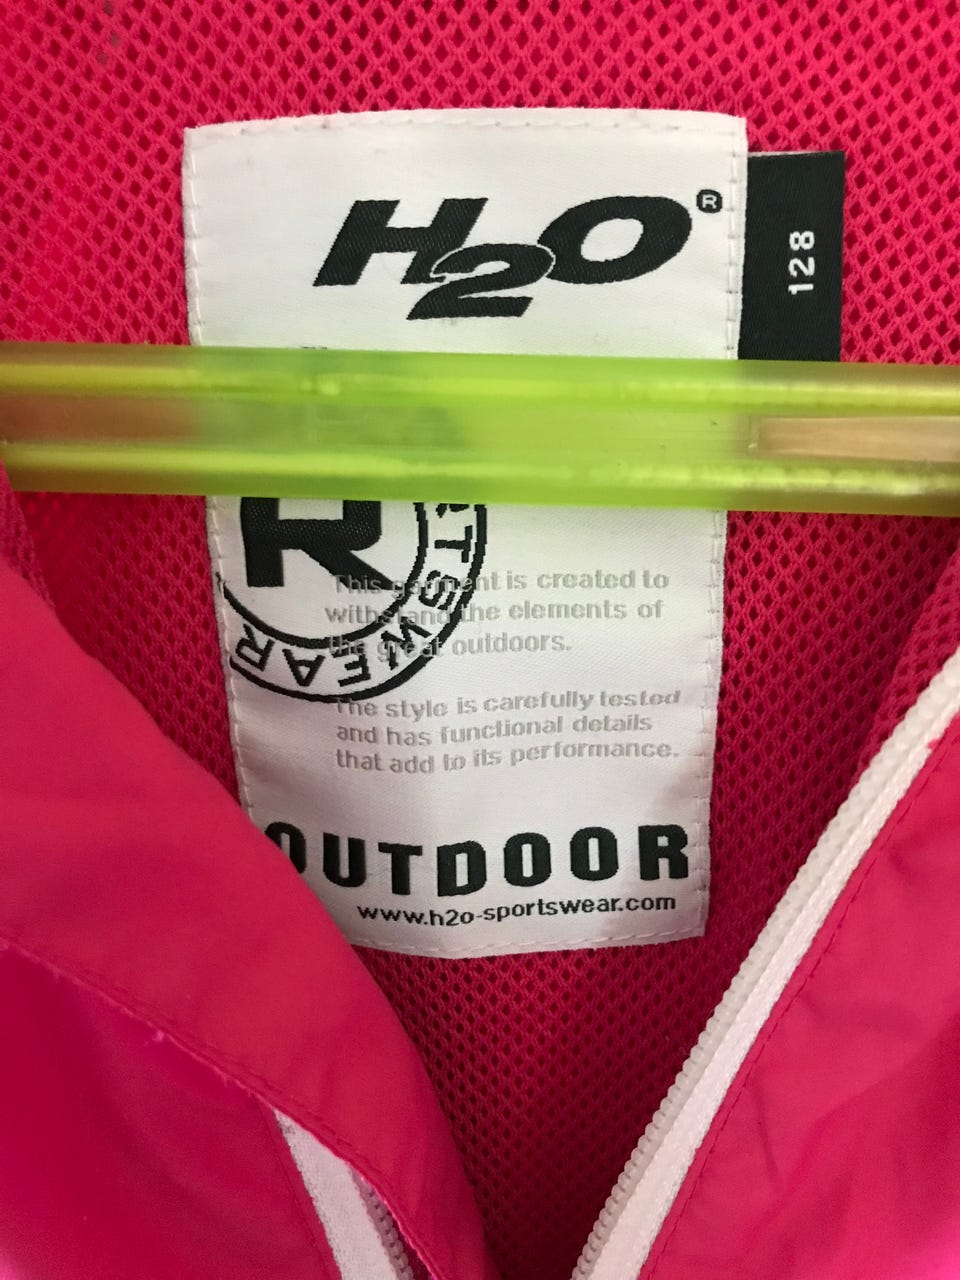 H2O®
128
R
RTSWEAR
This garment is created to
withstand the elements of
the great outdoors.
The style is carefully tested
and has functional details
that add to its performance.
OUTDOOR
www.h2o-sportswear.com